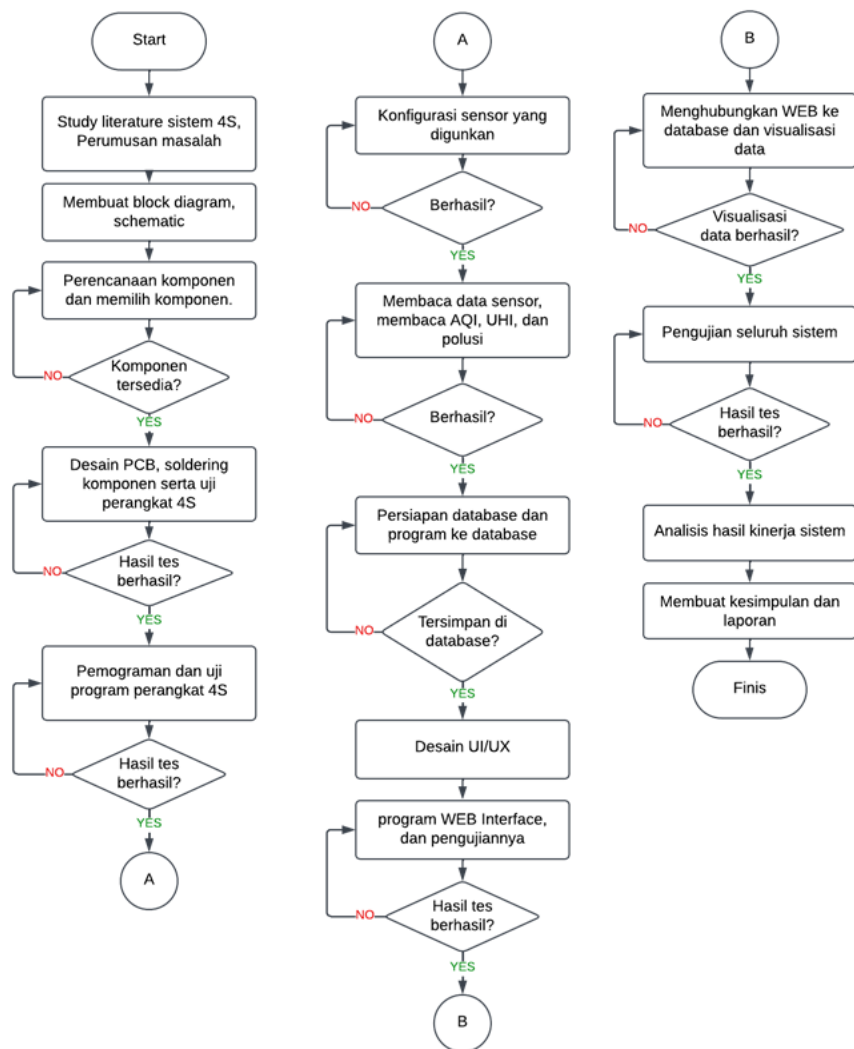 Start
Study literature sistem 4S,
Perumusan masalah
Membuat block diagram,
schematic
Perencanaan komponen
dan memilih komponen.
Komponen
tersedia?
NO
YES
Desain PCB, soldering
komponen serta uji
perangkat 4S
Hasil tes
berhasil?
NO
YES
Pemograman dan uji
program perangkat 4S
Hasil tes
berhasil?
NO
YES
A
A
Konfigurasi sensor yang
digunkan
Berhasil?
NO
YES
Membaca data sensor,
membaca AQI, UHI, dan
polusi
Berhasil?
NO
YES
Persiapan database dan
program ke database
Tersimpan di
database?
NO
YES
Desain UI/UX
program WEB Interface,
dan pengujiannya
Hasil tes
berhasil?
NO
YES
B
B
Menghubungkan WEB ke
database dan visualisasi
data
Visualisasi
data berhasil?
NO
YES
Pengujian seluruh sistem
Hasil tes
berhasil?
NO
YES
Analisis hasil kinerja sistem
Membuat kesimpulan dan
laporan
Finis